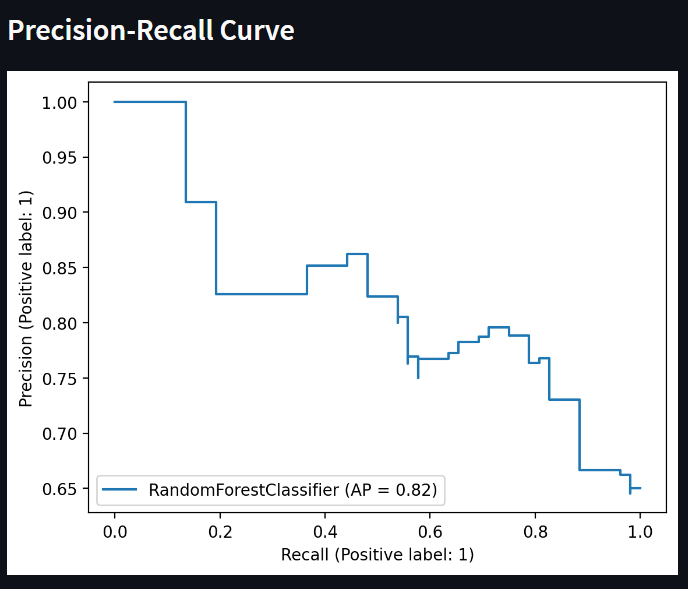 Precision-Recall Curve
1.00
0.95
0.90
0.85
0.80
0.75
0.70
0.65
Precision (Positive label: 1)
RandomForestClassifier (AP = 0.82)
0.0 0.2 0.4 0.6 0.8 1.0
Recall (Positive label: 1)